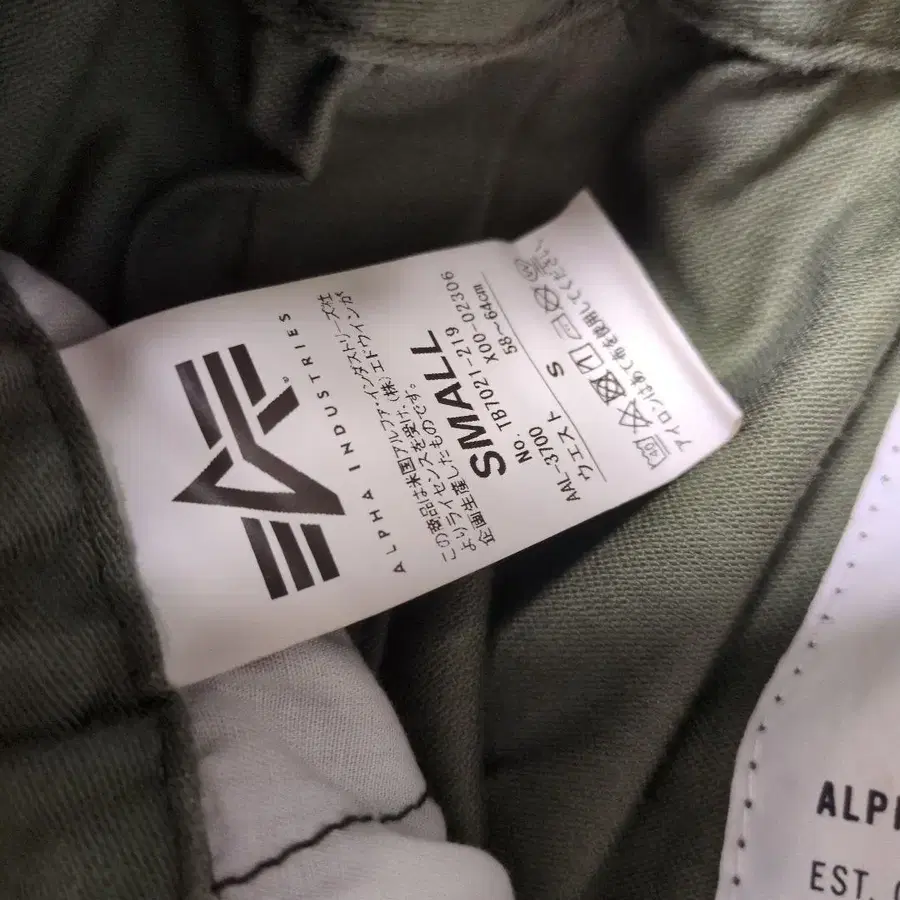 ALPHA INDUSTRIES
この商品は米国アルファ・インダストリーズ社
よりライセンスを受け、(株)エドウインが
企画生産したものです。
SMALL
NO. TB7021-219
X00-02306
AAL-3700
ウエスト S 58~64cm
40
アイロンはあて布を使用してください。
ALP
EST.